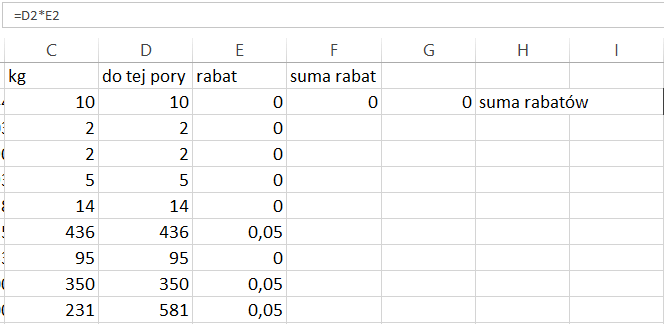 =D2*E2
C D E F G H I
kg do tej pory rabat suma rabat
10 10 0 0 0 suma rabatów
2 2 0
2 2 0
5 5 0
14 14 0
436 436 0,05
95 95 0
350 350 0,05
231 581 0,05